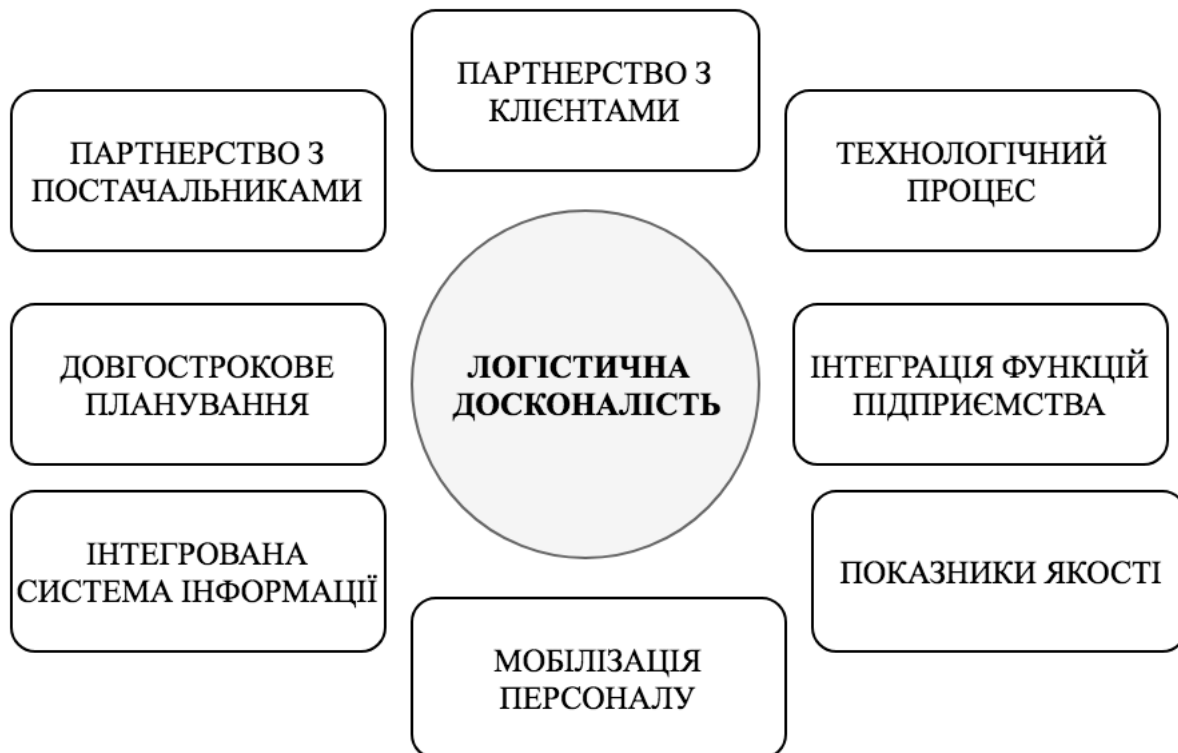 ПАРТНЕРСТВО З
КЛІЄНТАМИ
ПАРТНЕРСТВО З
ПОСТАЧАЛЬНИКАМИ
ТЕХНОЛОГІЧНИЙ
ПРОЦЕС
ДОВГОСТРОКОВЕ
ПЛАНУВАННЯ
ЛОГІСТИЧНА
ДОСКОНАЛІСТЬ
ІНТЕГРАЦІЯ ФУНКЦІЙ
ПІДПРИЄМСТВА
ІНТЕГРОВАНА
СИСТЕМА ІНФОРМАЦІЇ
ПОКАЗНИКИ ЯКОСТІ
МОБІЛІЗАЦІЯ
ПЕРСОНАЛУ